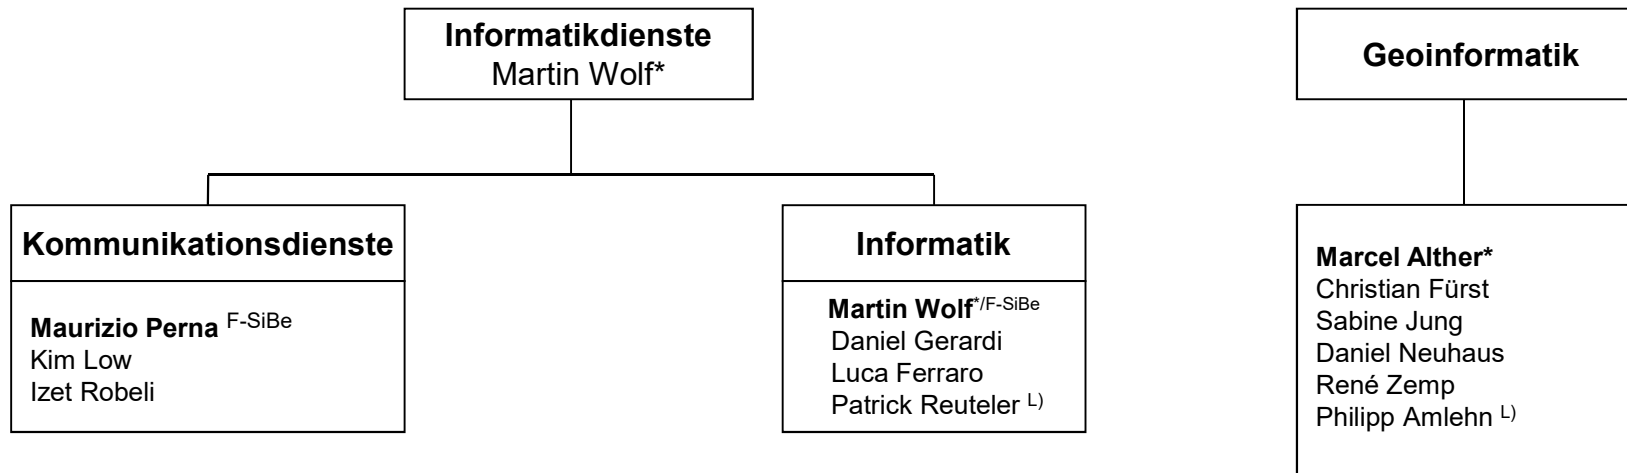 Informatikdienste
Martin Wolf*
Geoinformatik
Kommunikationsdienste
Maurizio Perna F-SiBe
Kim Low
Izet Robeli
Informatik
Martin Wolf*/F-SiBe
Daniel Gerardi
Luca Ferraro
Patrick Reuteler L)
Marcel Alther*
Christian Fürst
Sabine Jung
Daniel Neuhaus
René Zemp
Philipp Amlehn L)